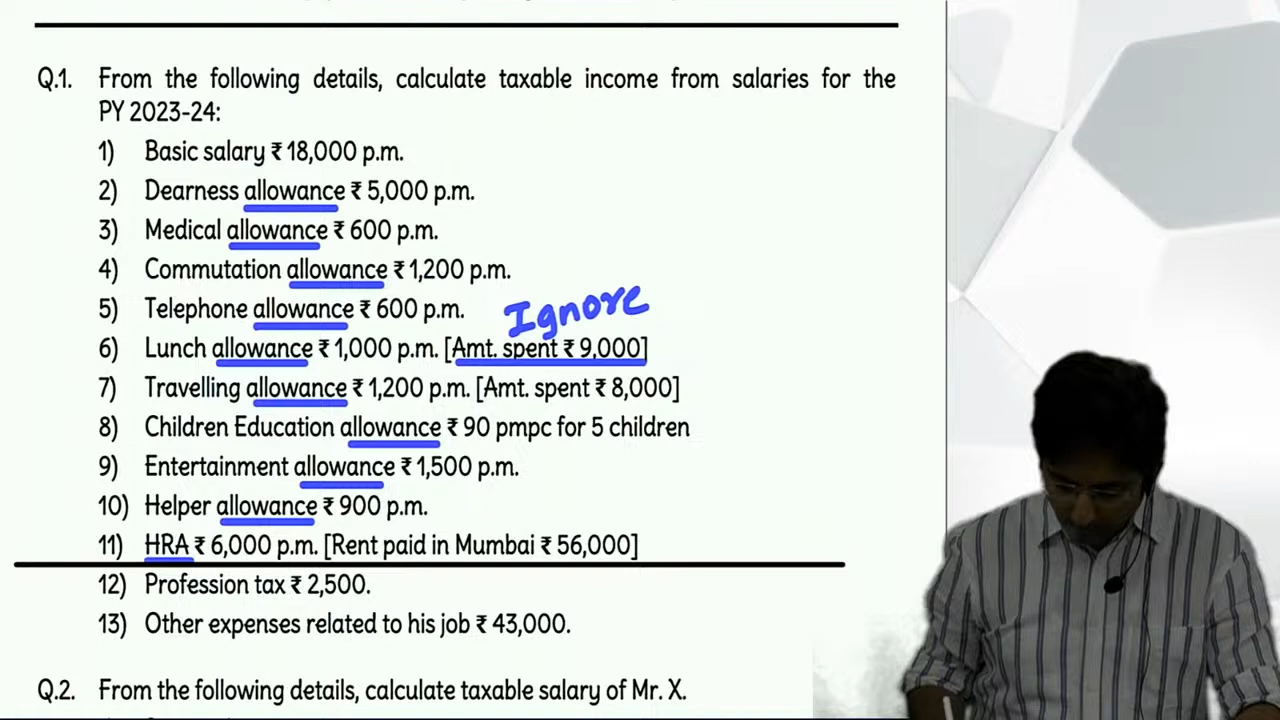 Q.1. From the following details, calculate taxable income from salaries for the
PY 2023-24:
1) Basic salary ₹ 18,000 p.m.
2) Dearness allowance ₹ 5,000 p.m.
3) Medical allowance ₹ 600 p.m.
4) Commutation allowance ₹ 1,200 p.m.
5) Telephone allowance ₹ 600 p.m.
Ignore
6) Lunch allowance ₹ 1,000 p.m. [Amt. spent ₹ 9,000]
7) Travelling allowance ₹ 1,200 p.m. [Amt. spent ₹ 8,000]
8) Children Education allowance ₹ 90 pmpc for 5 children
9) Entertainment allowance ₹ 1,500 p.m.
10) Helper allowance ₹ 900 p.m.
11) HRA ₹ 6,000 p.m. [Rent paid in Mumbai ₹ 56,000]
12) Profession tax ₹ 2,500.
13) Other expenses related to his job ₹ 43,000.
Q.2. From the following details, calculate taxable salary of Mr. X.